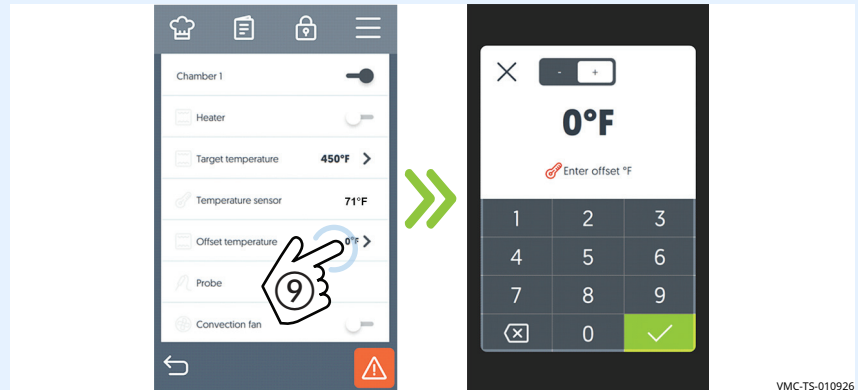 Chamber 1
Heater
Target temperature 450°F
Temperature sensor 71°F
Offset temperature 0°F
9
Probe
Convection fan
- +
0°F
Enter offset °F
1 2 3
4 5 6
7 8 9
0
VMC-TS-010926